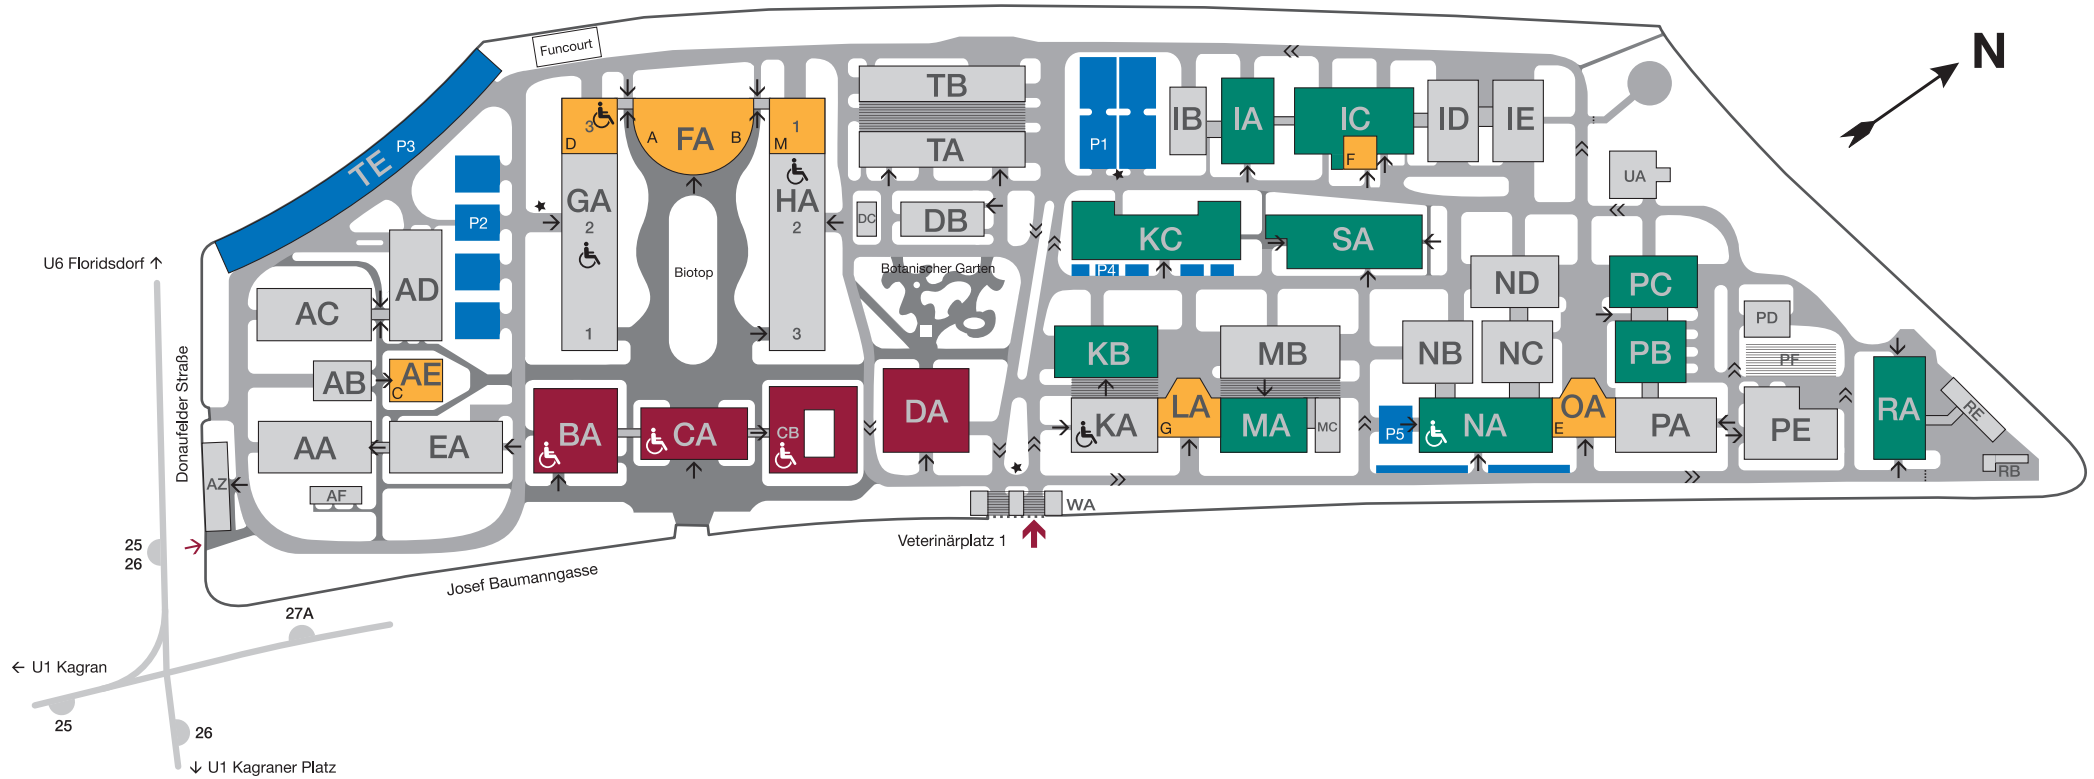 Funcourt
N
TB
IB
IA
IC
ID
IE
3
D
A
FA
B
1
M
P1
F
TE
P3
TA
UA
GA
2
HA
2
DC
DB
P2
KC
SA
U6 Floridsdorf
Biotop
Botanischer Garten
P4
ND
PC
AC
AD
1
3
PD
KB
MB
NB
NC
PB
PF
Donaufelder Straße
AB
AE
C
DA
LA
G
OA
E
RA
RE
BA
CA
CB
KA
MA
MC
P5
NA
PA
PE
AA
EA
RB
AZ
AF
WA
Veterinärplatz 1
25
26
Josef Baumanngasse
27A
U1 Kagran
25
26
U1 Kagraner Platz